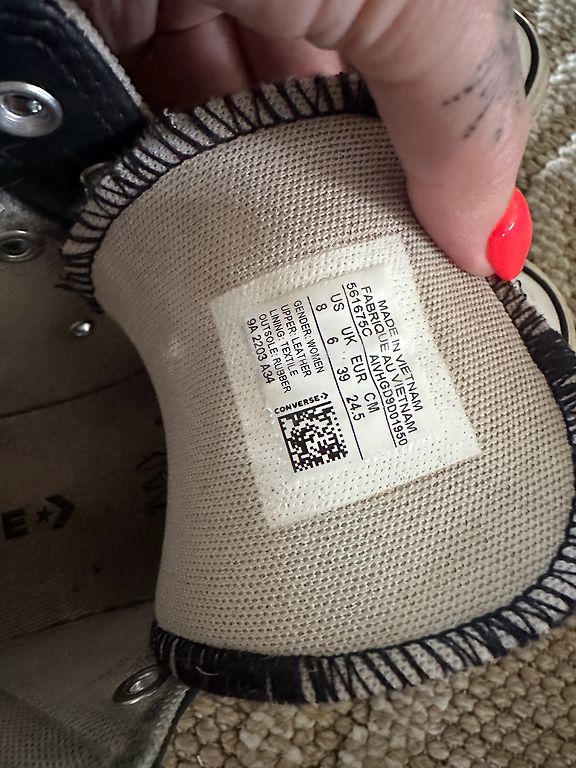 MADE IN VIETNAM
FABRIQUE AU VIETNAM
561675C AIWIGD9D01950
US UK EUR CM
8 6 39 24.5
GENDER: WOMEN
UPPER: LEATHER
LINING: TEXTILE
OUTSOLE: RUBBER
9A 2203 A34
CONVERSE
E